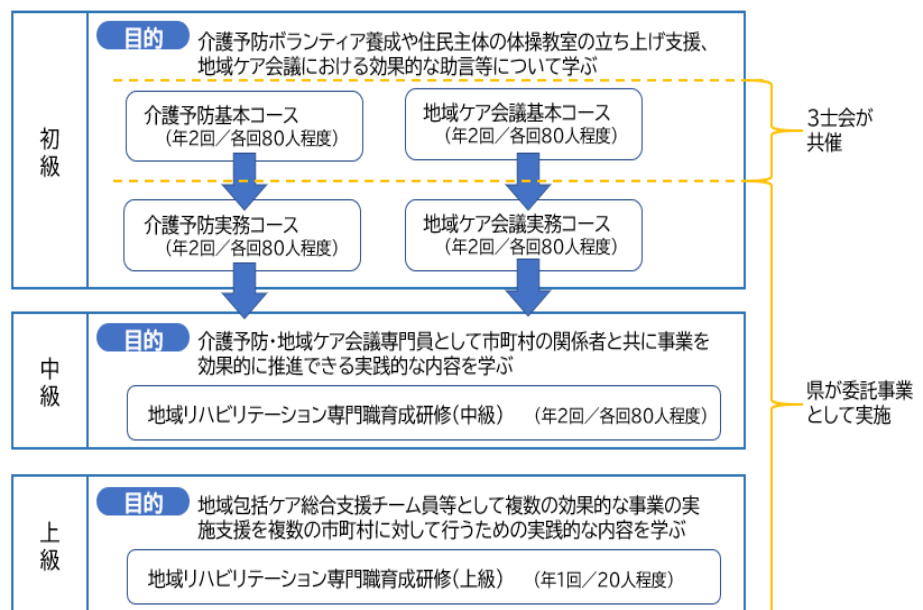 初級
目的
介護予防ボランティア養成や住民主体の体操教室の立ち上げ支援、
地域ケア会議における効果的な助言等について学ぶ
介護予防基本コース
（年2回／各回80人程度）
地域ケア会議基本コース
（年2回／各回80人程度）
3士会が
共催
介護予防実務コース
（年2回／各回80人程度）
地域ケア会議実務コース
（年2回／各回80人程度）
中級
目的
介護予防・地域ケア会議専門員として市町村の関係者と共に事業を
効果的に推進できる実践的な内容を学ぶ
地域リハビリテーション専門職育成研修(中級)　（年2回／各回80人程度）
県が委託事業
として実施
上級
目的
地域包括ケア総合支援チーム員等として複数の効果的な事業の実
施支援を複数の市町村に対して行うための実践的な内容を学ぶ
地域リハビリテーション専門職育成研修(上級)　（年1回／20人程度）